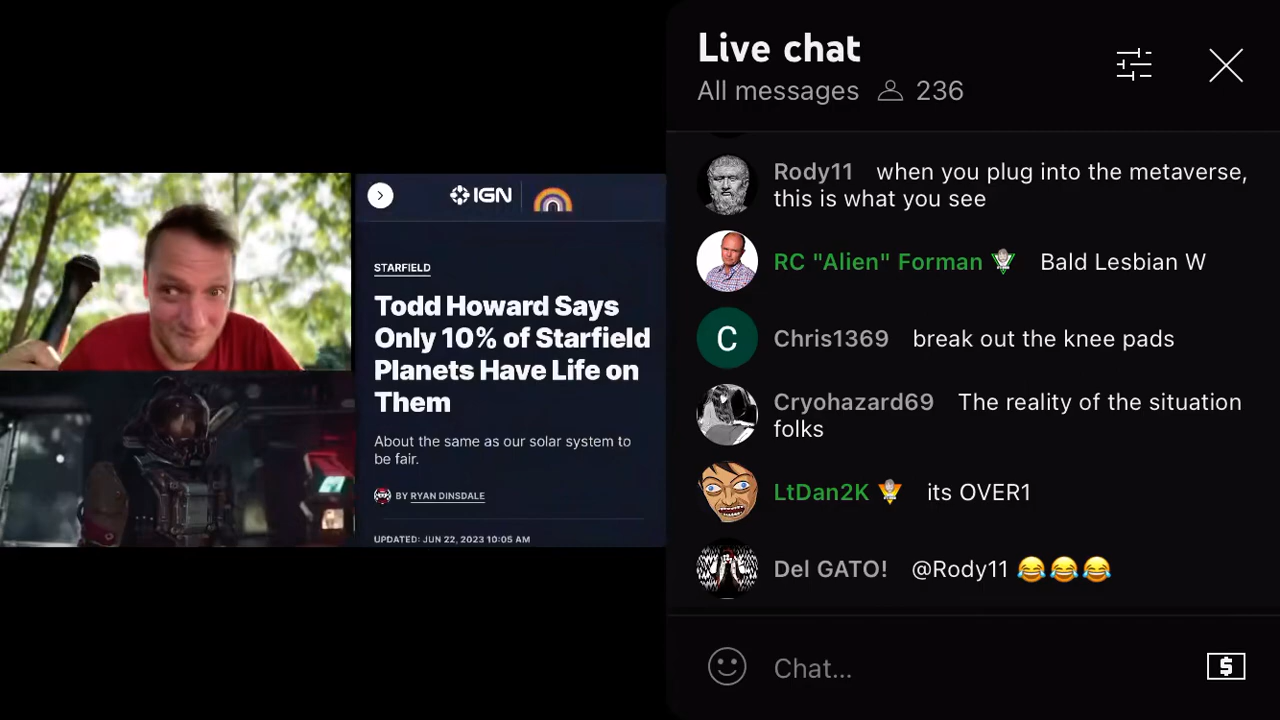 IGN
STARFIELD
Todd Howard Says
Only 10% of Starfield
Planets Have Life on
Them
About the same as our solar system to
be fair.
BY RYAN DINSDALE
UPDATED: JUN 22, 2023 10:05 AM
Live chat
All messages 236
Rody11 when you plug into the metaverse,
this is what you see
RC "Alien" Forman Bald Lesbian W
C Chris1369 break out the knee pads
Cryohazard69 The reality of the situation
folks
LtDan2K its OVER1
Del GATO! @Rody11 😂😂😂
Chat...
$